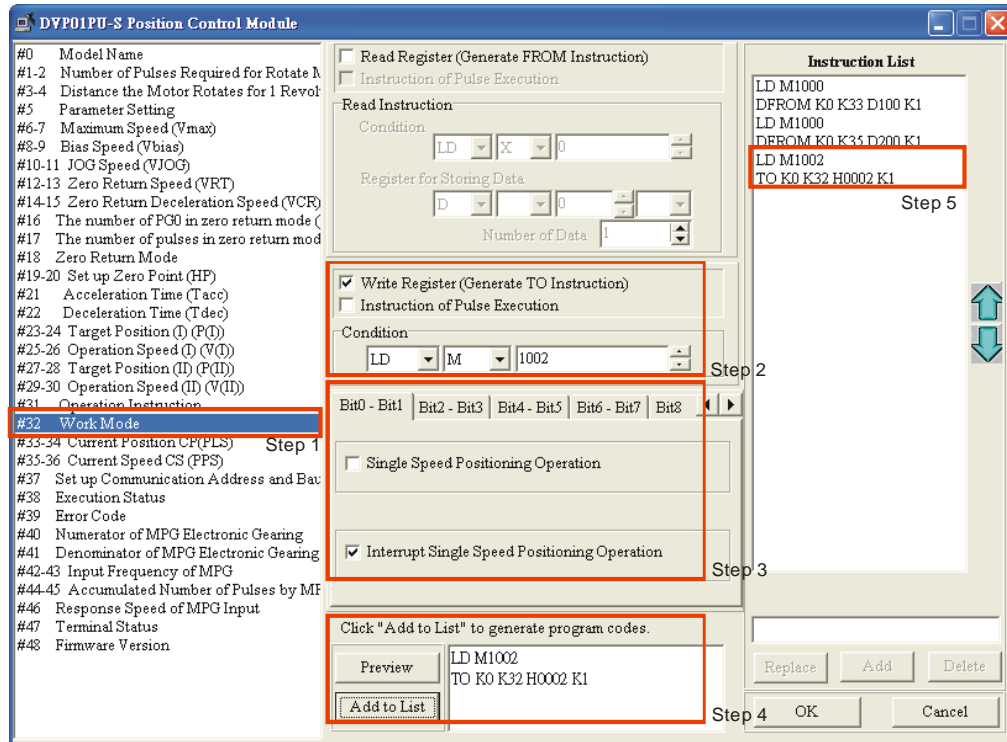 DVP01PU-S Position Control Module
#0 Model Name
#1-2 Number of Pulses Required for Rotate M
#3-4 Distance the Motor Rotates for 1 Revol
#5 Parameter Setting
#6-7 Maximum Speed (Vmax)
#8-9 Bias Speed (Vbias)
#10-11 JOG Speed (VJOG)
#12-13 Zero Return Speed (VRT)
#14-15 Zero Return Deceleration Speed (VCR)
#16 The number of PG0 in zero return mode (
#17 The number of pulses in zero return mod
#18 Zero Return Mode
#19-20 Set up Zero Point (HP)
#21 Acceleration Time (Tacc)
#22 Deceleration Time (Tdec)
#23-24 Target Position (I) (P(I))
#25-26 Operation Speed (I) (V(I))
#27-28 Target Position (II) (P(II))
#29-30 Operation Speed (II) (V(II))
#31 Operation Instruction
#32 Work Mode
Step 1
#33-34 Current Position CP(PLS)
#35-36 Current Speed CS (PPS)
#37 Set up Communication Address and Bau
#38 Execution Status
#39 Error Code
#40 Numerator of MPG Electronic Gearing
#41 Denominator of MPG Electronic Gearing
#42-43 Input Frequency of MPG
#44-45 Accumulated Number of Pulses by MP
#46 Response Speed of MPG Input
#47 Terminal Status
#48 Firmware Version
Read Register (Generate FROM Instruction)
Instruction of Pulse Execution
Read Instruction
Condition
LD X 0
Register for Storing Data
D 0
Number of Data 1
Write Register (Generate TO Instruction)
Instruction of Pulse Execution
Condition
LD M 1002
Step 2
Bit0 - Bit1 Bit2 - Bit3 Bit4 - Bit5 Bit6 - Bit7 Bit8
Single Speed Positioning Operation
Interrupt Single Speed Positioning Operation
Step 3
Click "Add to List" to generate program codes.
Preview
Add to List
LD M1002
TO K0 K32 H0002 K1
Step 4
Instruction List
LD M1000
DFROM K0 K33 D100 K1
LD M1000
DFROM K0 K35 D200 K1
LD M1002
TO K0 K32 H0002 K1
Step 5
Replace Add Delete
OK Cancel